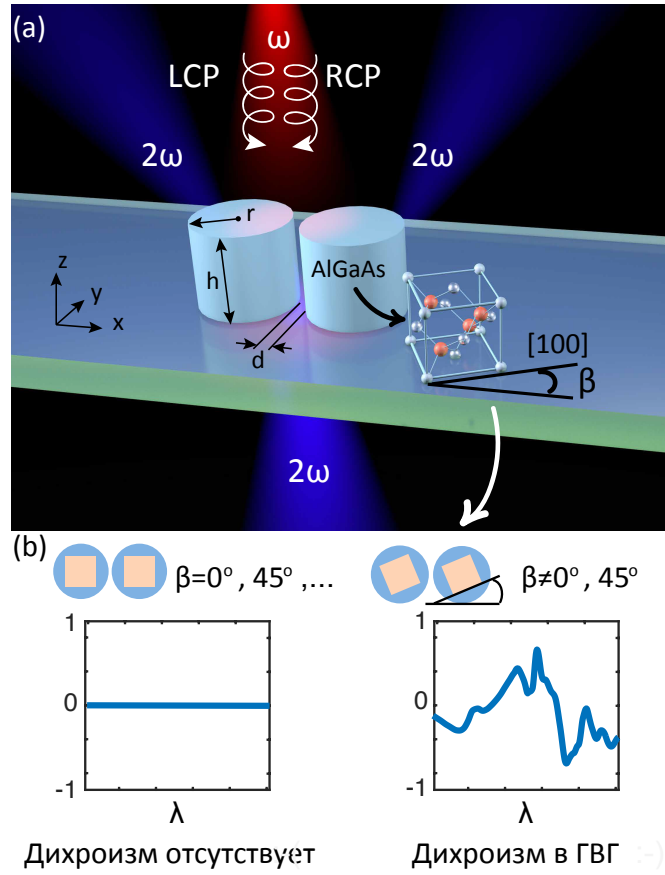 (a)
ω
LCP
RCP
2ω
2ω
r
h
AlGaAs
z
y
x
d
[100]
β
2ω
(b)
β=0°, 45°,...
β≠0°, 45°
1
0
-1
λ
1
0
-1
λ
Дихроизм отсутствует
Дихроизм в ГВГ :-)